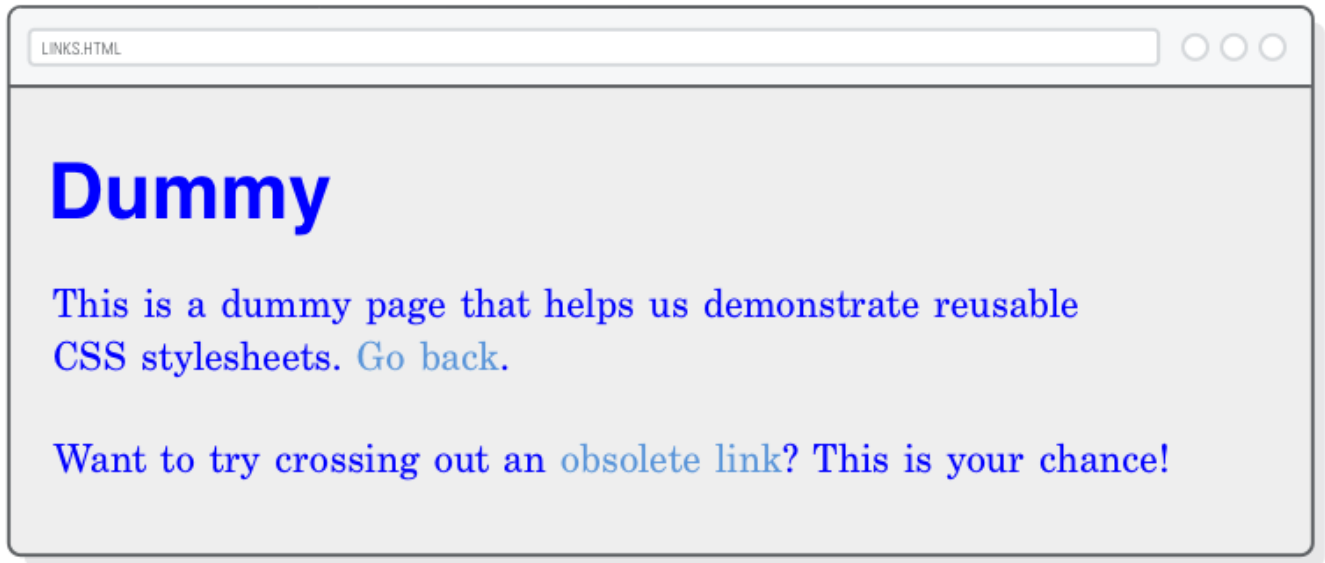 LINKS.HTML
Dummy
This is a dummy page that helps us demonstrate reusable
CSS stylesheets. Go back.
Want to try crossing out an obsolete link? This is your chance!